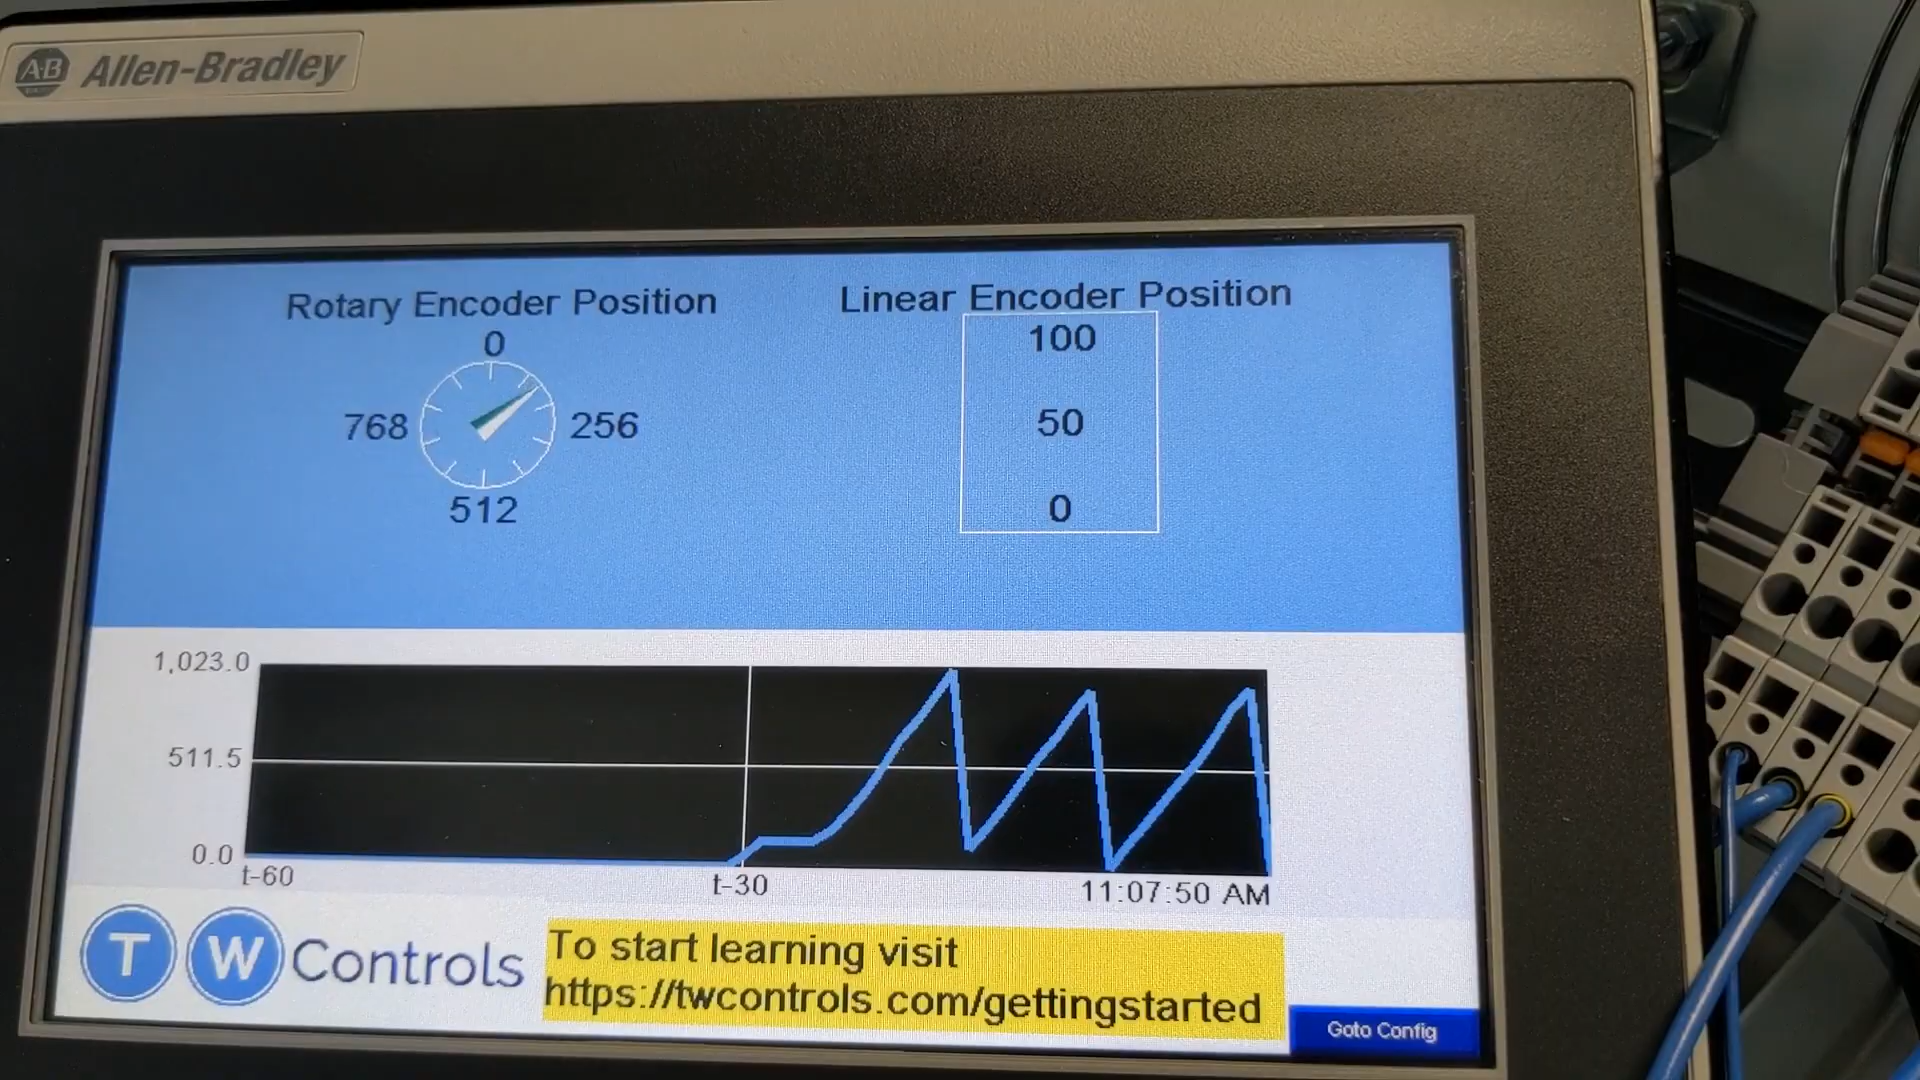 A·B Allen-Bradley
Rotary Encoder Position
0
768
256
512
Linear Encoder Position
100
50
0
1,023.0
511.5
0.0
t-60
t-30
11:07:50 AM
TW Controls
To start learning visit
https://twcontrols.com/gettingstarted
Goto Config